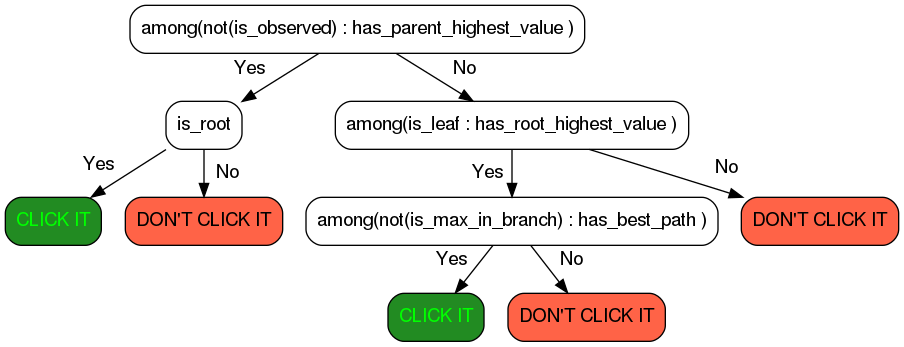 among(not(is_observed) : has_parent_highest_value )
Yes
No
is_root
among(is_leaf : has_root_highest_value )
Yes
No
Yes
No
CLICK IT
DON'T CLICK IT
among(not(is_max_in_branch) : has_best_path )
DON'T CLICK IT
Yes
No
CLICK IT
DON'T CLICK IT